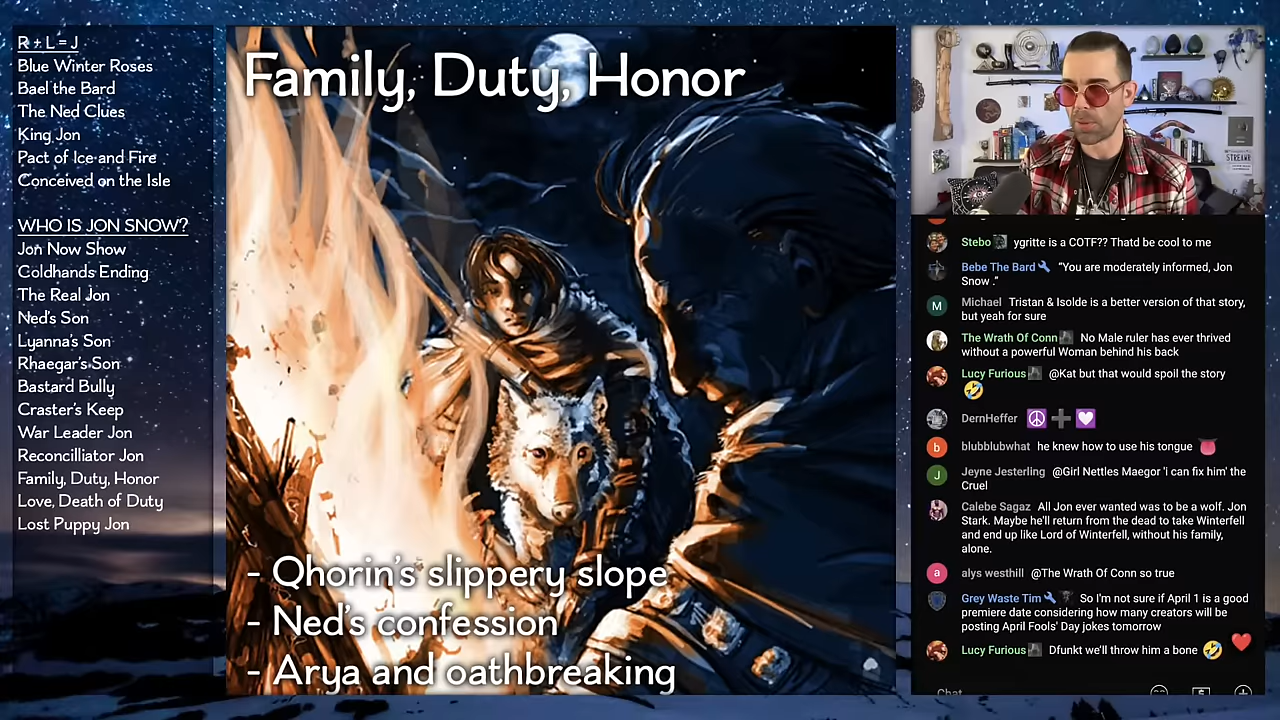 R + L = J
Blue Winter Roses
Bael the Bard
The Ned Clues
King Jon
Pact of Ice and Fire
Conceived on the Isle
WHO IS JON SNOW?
Jon Now Show
Coldhands Ending
The Real Jon
Ned's Son
Lyanna's Son
Rhaegar's Son
Bastard Bully
Craster's Keep
War Leader Jon
Reconcilliator Jon
Family, Duty, Honor
Love, Death of Duty
Lost Puppy Jon
Family, Duty, Honor
- Qhorin's slippery slope
- Ned's confession
- Arya and oathbreaking
STREAMR
Stebo ygritte is a COTF?? Thatd be cool to me
Bebe The Bard "You are moderately informed, Jon
Snow ."
M Michael Tristan & Isolde is a better version of that story,
but yeah for sure
The Wrath Of Conn No Male ruler has ever thrived
without a powerful Woman behind his back
Lucy Furious @Kat but that would spoil the story
🤣
DernHeffer ☮️ ➕ 💜
b blubblubwhat he knew how to use his tongue 👅
J Jeyne Jesterling @Girl Nettles Maegor 'i can fix him' the
Cruel
Calebe Sagaz All Jon ever wanted was to be a wolf. Jon
Stark. Maybe he'll return from the dead to take Winterfell
and end up like Lord of Winterfell, without his family,
alone.
a alys westhill @The Wrath Of Conn so true
Grey Waste Tim So I'm not sure if April 1 is a good
premiere date considering how many creators will be
posting April Fools' Day jokes tomorrow
Lucy Furious Dfunkt we'll throw him a bone 🤣 ❤️
Chat